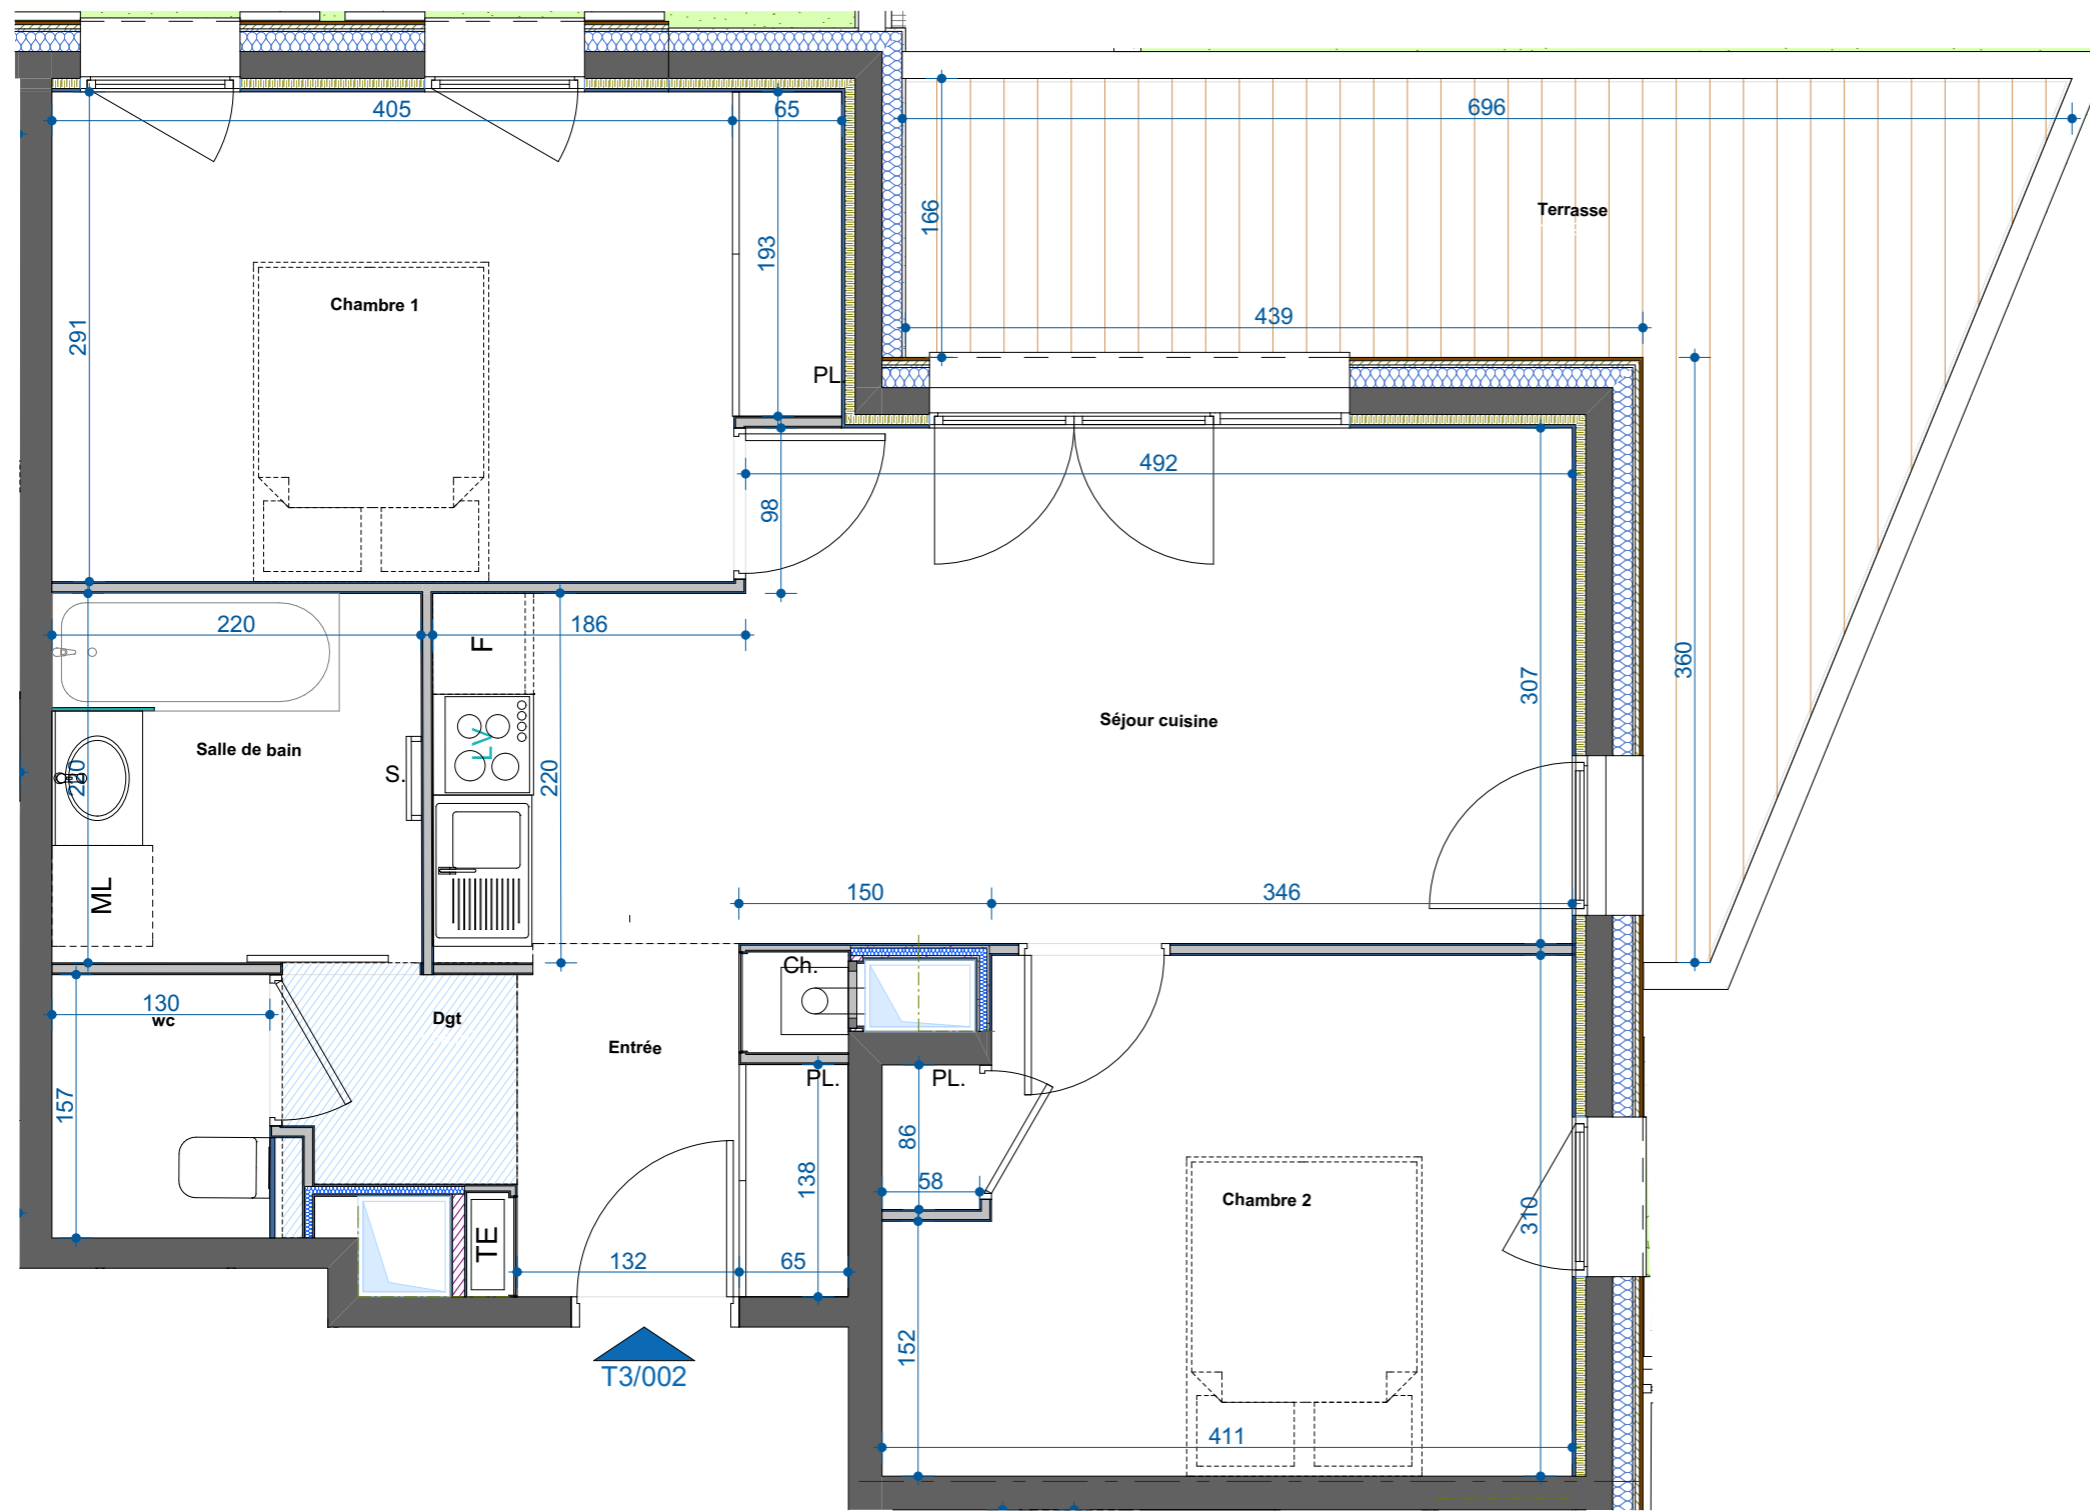 405
65
696
166
193
Terrasse
Chambre 1
291
439
PL.
492
98
220
186
F
360
307
Séjour cuisine
LV
Salle de bain
S.
220
220
ML
150
346
Ch.
130
wc
Dgt
Entrée
PL.
PL.
157
86
138
58
Chambre 2
310
TE
132
65
152
T3/002
411